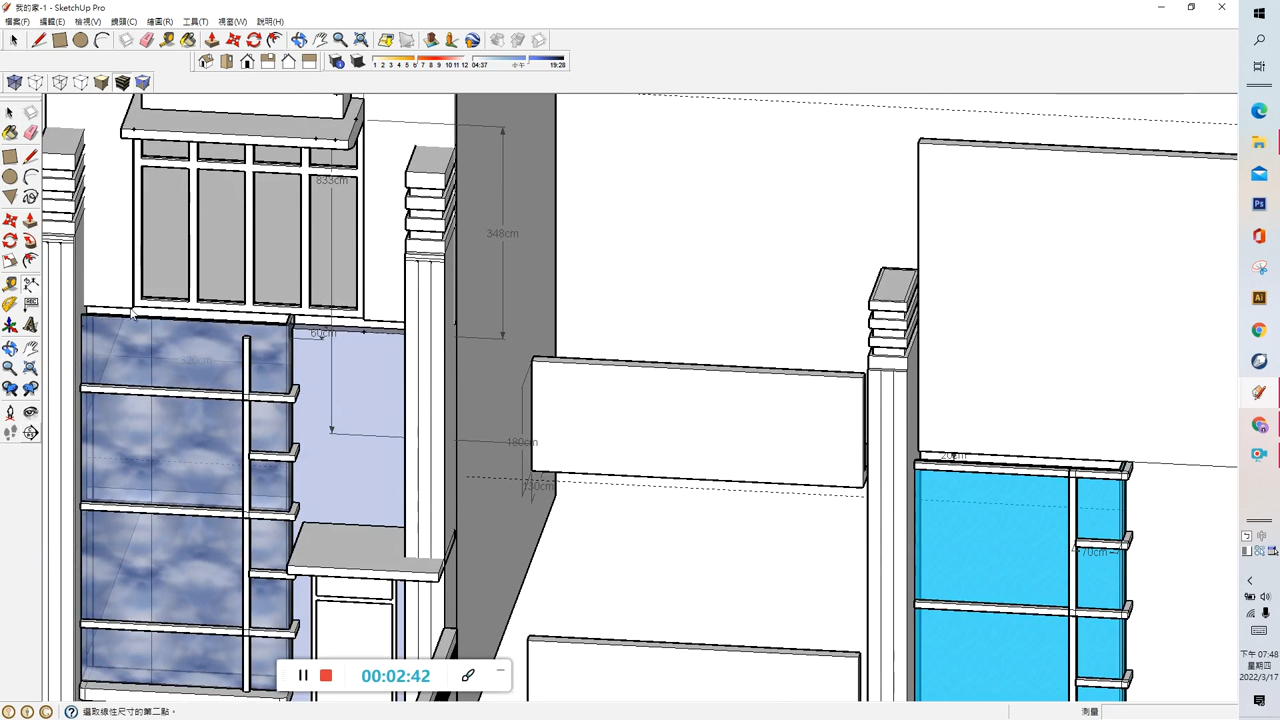 我的家-1 - SketchUp Pro
檔案(F) 編輯(E) 檢視(V) 鏡頭(C) 繪圖(R) 工具(T) 視窗(W) 說明(H)
1 2 3 4 5 6 7 8 9 10 11 12 04:37 中午 19:28
833cm
348cm
60cm
180cm
130cm
70cm
00:02:42
下午 07:48
星期四
2022/3/17
選取線性尺寸的第二點。
測量